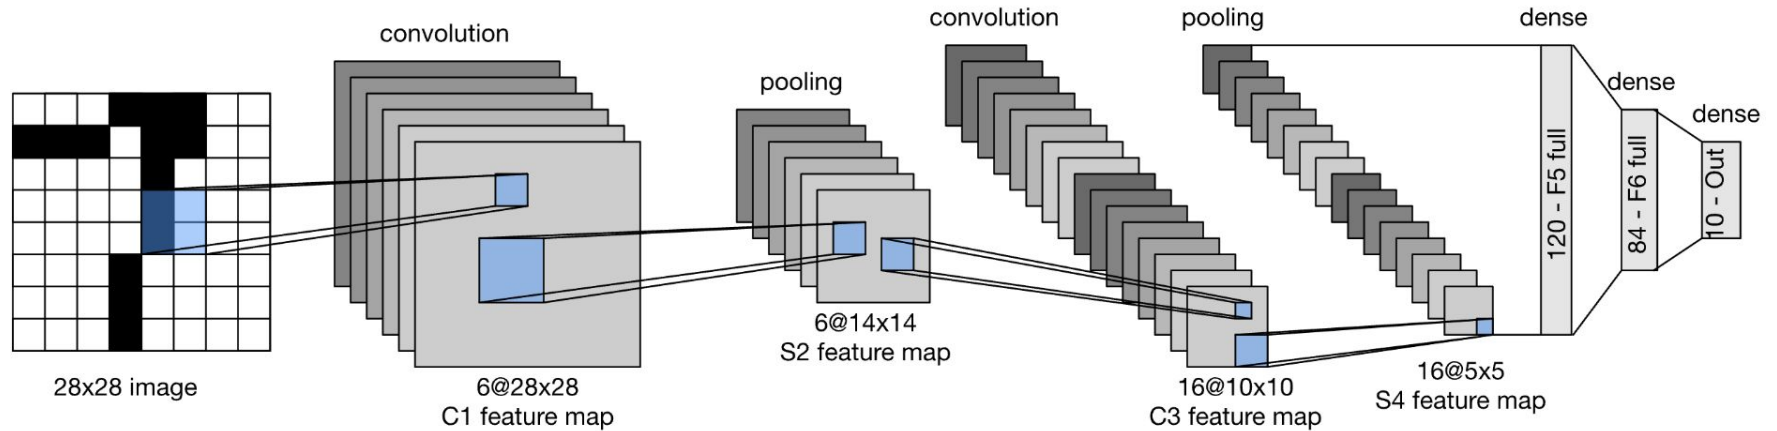 convolution
pooling
convolution
pooling
dense
dense
dense
28x28 image
6@28x28
C1 feature map
6@14x14
S2 feature map
16@10x10
C3 feature map
16@5x5
S4 feature map
120 - F5 full
84 - F6 full
10 - Out